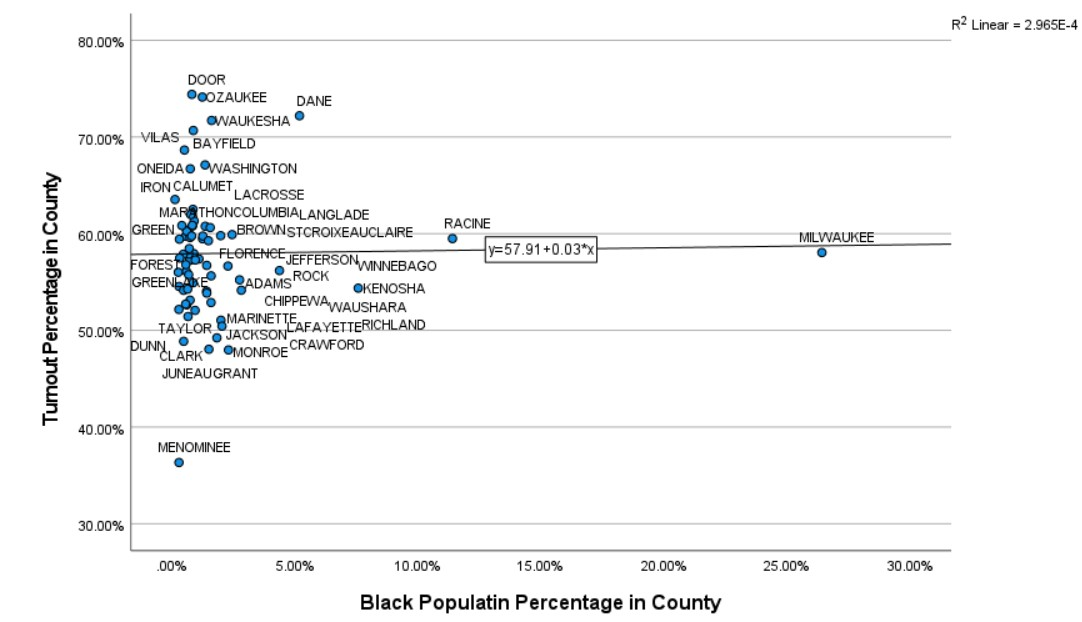 R² Linear = 2.965E-4
80.00%
DOOR
OZAUKEE
DANE
WAUKESHA
70.00%
VILAS
BAYFIELD
ONEIDA
WASHINGTON
IRON
CALUMET
LACROSSE
MARATHON
COLUMBIA
LANGLADE
GREEN
60.00%
BROWN
STCROIX
EAUCLAIRE
RACINE
MILWAUKEE
y=57.91+0.03*x
FLORENCE
JEFFERSON
FOREST
WINNEBAGO
ROCK
GREENLAKE
ADAMS
KENOSHA
CHIPPEWA
WAUSHARA
MARINETTE
50.00%
TAYLOR
LAFAYETTE
RICHLAND
JACKSON
DUNN
CRAWFORD
CLARK
MONROE
JUNEAU
GRANT
40.00%
MENOMINEE
30.00%
Turnout Percentage in County
.00% 5.00% 10.00% 15.00% 20.00% 25.00% 30.00%
Black Populatin Percentage in County